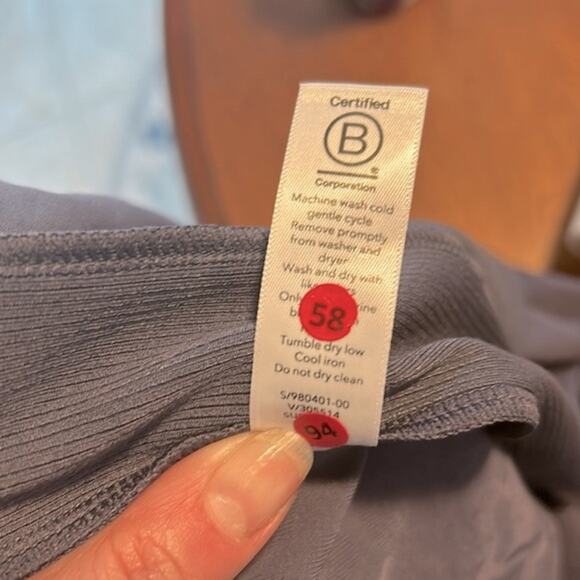 Certified
B
®
Corporation
Machine wash cold
gentle cycle
Remove promptly
from washer and
dryer
Wash and dry with
58
Tumble dry low
Cool iron
Do not dry clean
S/980401-00
V/305514
94